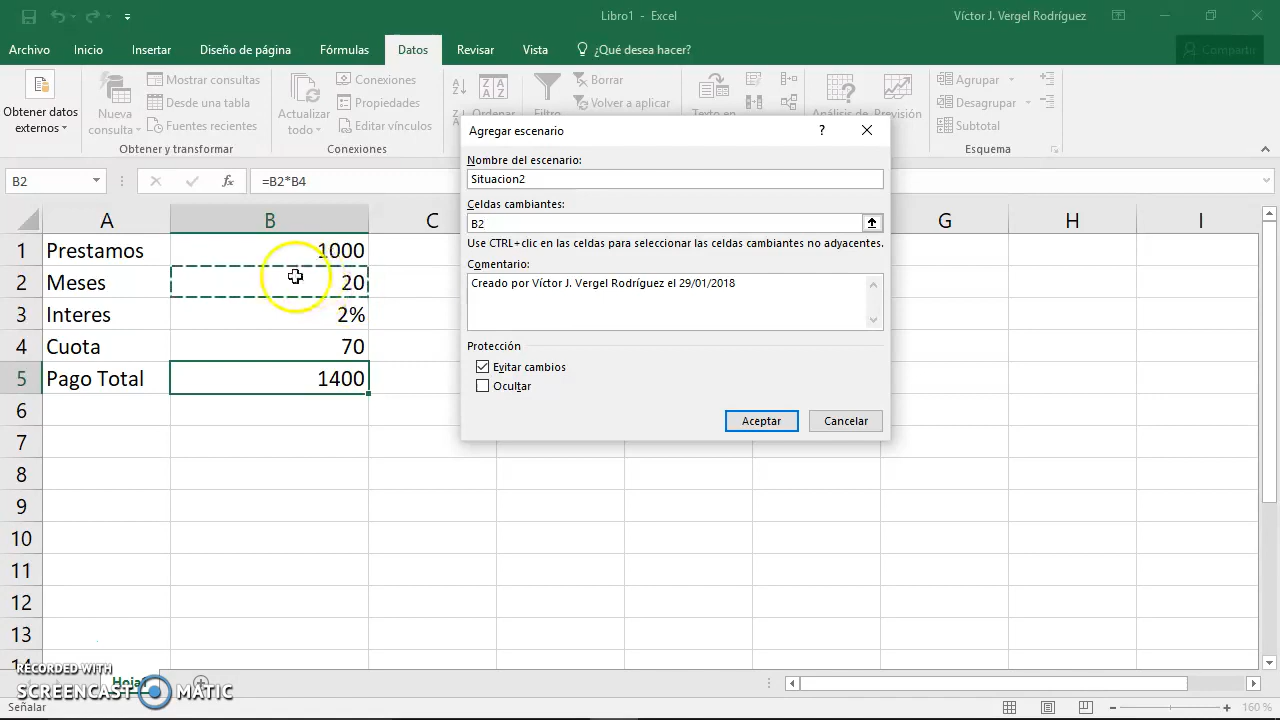 Libro1 - Excel
Víctor J. Vergel Rodríguez
Archivo Inicio Insertar Diseño de página Fórmulas Datos Revisar Vista ¿Qué desea hacer? Compartir
Obtener datos externos
Nueva consulta
Mostrar consultas
Desde una tabla
Fuentes recientes
Obtener y transformar
Actualizar todo
Conexiones
Propiedades
Editar vínculos
Conexiones
Ordenar
Filtro
Borrar
Volver a aplicar
Texto en
Análisis de
Previsión
Agrupar
Desagrupar
Subtotal
Esquema
B2
fx
=B2*B4
A B C G H I
1 Prestamos 1000
2 Meses 20
3 Interes 2%
4 Cuota 70
5 Pago Total 1400
6
7
8
9
10
11
12
13
14
Agregar escenario
? 
Nombre del escenario:
Situacion2
Celdas cambiantes:
B2
Use CTRL+clic en las celdas para seleccionar las celdas cambiantes no adyacentes.
Comentario:
Creado por Víctor J. Vergel Rodríguez el 29/01/2018
Protección
Evitar cambios
Ocultar
Aceptar Cancelar
RECORDED WITH
SCREENCAST MATIC
Señalar
160 %